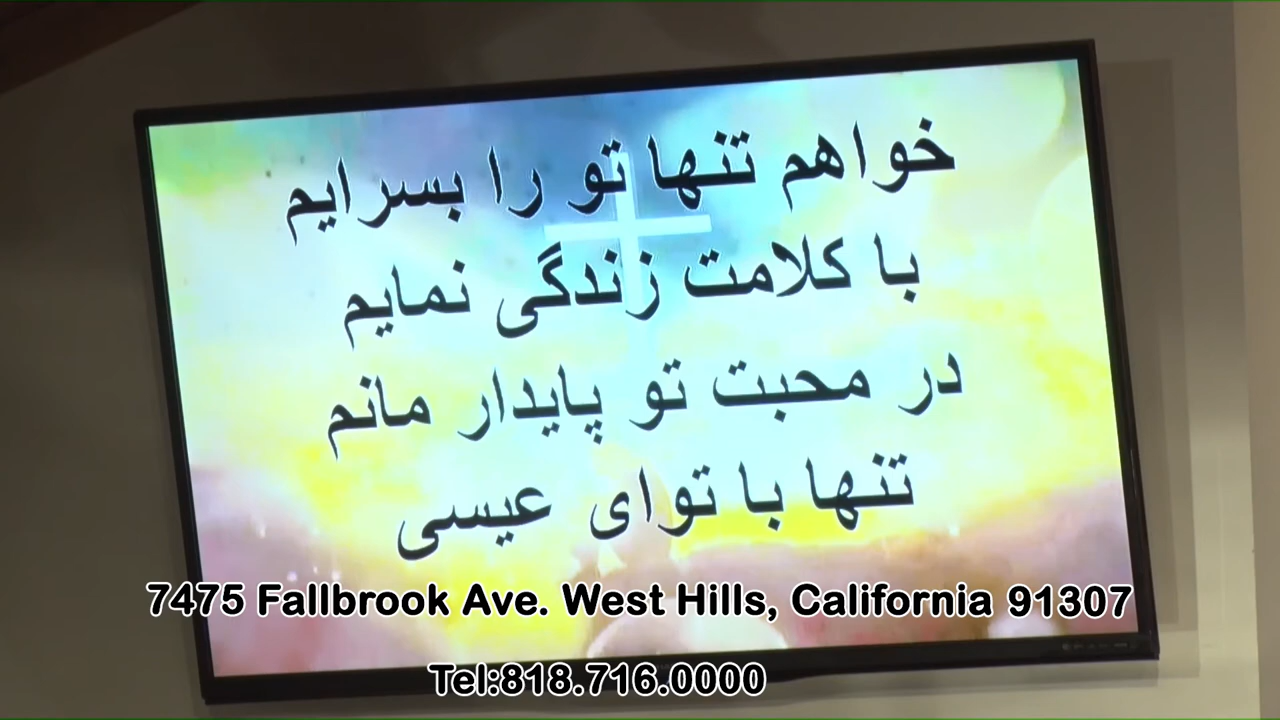 خواهم تنها تو را بسرایم
با کلامت زندگی نمایم
در محبت تو پایدار مانم
تنها با توای عیسی
7475 Fallbrook Ave. West Hills, California 91307
Tel:818.716.0000